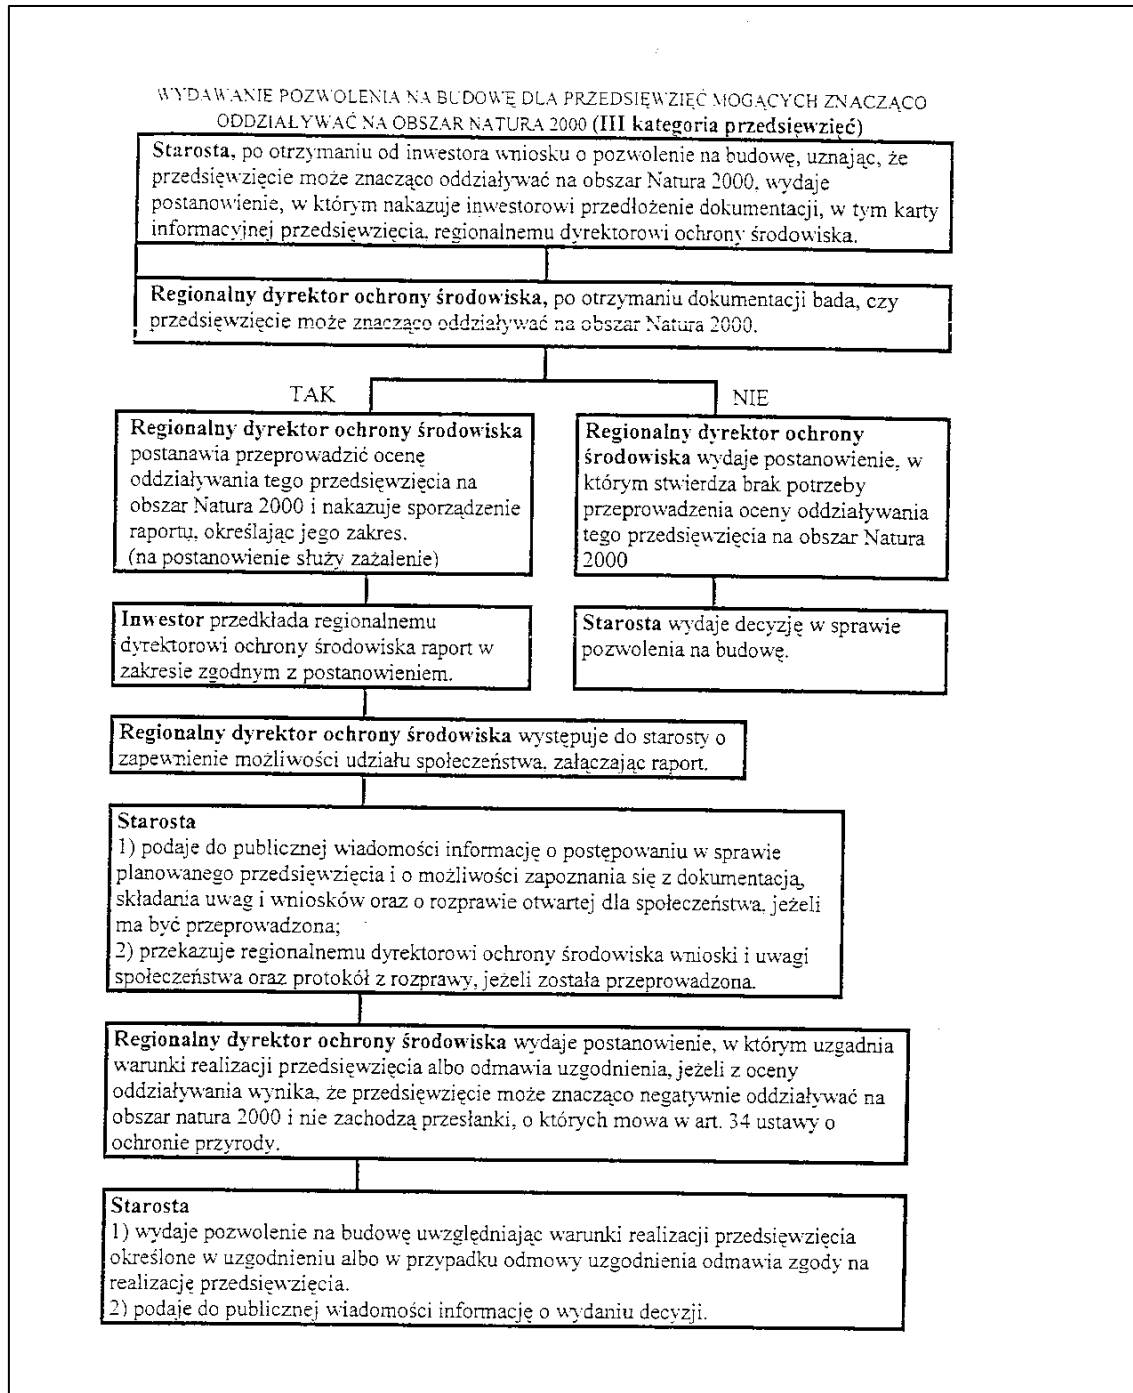 WYDAWANIE POZWOLENIA NA BUDOWĘ DLA PRZEDSIĘWZIĘĆ MOGĄCYCH ZNACZĄCO
ODDZIAŁYWAĆ NA OBSZAR NATURA 2000 (III kategoria przedsięwzięć)
Starosta, po otrzymaniu od inwestora wniosku o pozwolenie na budowę, uznając, że
przedsięwzięcie może znacząco oddziaływać na obszar Natura 2000, wydaje
postanowienie, w którym nakazuje inwestorowi przedłożenie dokumentacji, w tym karty
informacyjnej przedsięwzięcia, regionalnemu dyrektorowi ochrony środowiska.
Regionalny dyrektor ochrony środowiska, po otrzymaniu dokumentacji bada, czy
przedsięwzięcie może znacząco oddziaływać na obszar Natura 2000.
TAK
NIE
Regionalny dyrektor ochrony środowiska
postanawia przeprowadzić ocenę
oddziaływania tego przedsięwzięcia na
obszar Natura 2000 i nakazuje sporządzenie
raportu, określając jego zakres.
(na postanowienie służy zażalenie)
Regionalny dyrektor ochrony
środowiska wydaje postanowienie, w
którym stwierdza brak potrzeby
przeprowadzenia oceny oddziaływania
tego przedsięwzięcia na obszar Natura
2000
Inwestor przedkłada regionalnemu
dyrektorowi ochrony środowiska raport w
zakresie zgodnym z postanowieniem.
Starosta wydaje decyzję w sprawie
pozwolenia na budowę.
Regionalny dyrektor ochrony środowiska występuje do starosty o
zapewnienie możliwości udziału społeczeństwa, załączając raport.
Starosta
1) podaje do publicznej wiadomości informację o postępowaniu w sprawie
planowanego przedsięwzięcia i o możliwości zapoznania się z dokumentacją,
składania uwag i wniosków oraz o rozprawie otwartej dla społeczeństwa, jeżeli
ma być przeprowadzona;
2) przekazuje regionalnemu dyrektorowi ochrony środowiska wnioski i uwagi
społeczeństwa oraz protokół z rozprawy, jeżeli została przeprowadzona.
Regionalny dyrektor ochrony środowiska wydaje postanowienie, w którym uzgadnia
warunki realizacji przedsięwzięcia albo odmawia uzgodnienia, jeżeli z oceny
oddziaływania wynika, że przedsięwzięcie może znacząco negatywnie oddziaływać na
obszar natura 2000 i nie zachodzą przesłanki, o których mowa w art. 34 ustawy o
ochronie przyrody.
Starosta
1) wydaje pozwolenie na budowę uwzględniając warunki realizacji przedsięwzięcia
określone w uzgodnieniu albo w przypadku odmowy uzgodnienia odmawia zgody na
realizację przedsięwzięcia.
2) podaje do publicznej wiadomości informację o wydaniu decyzji.